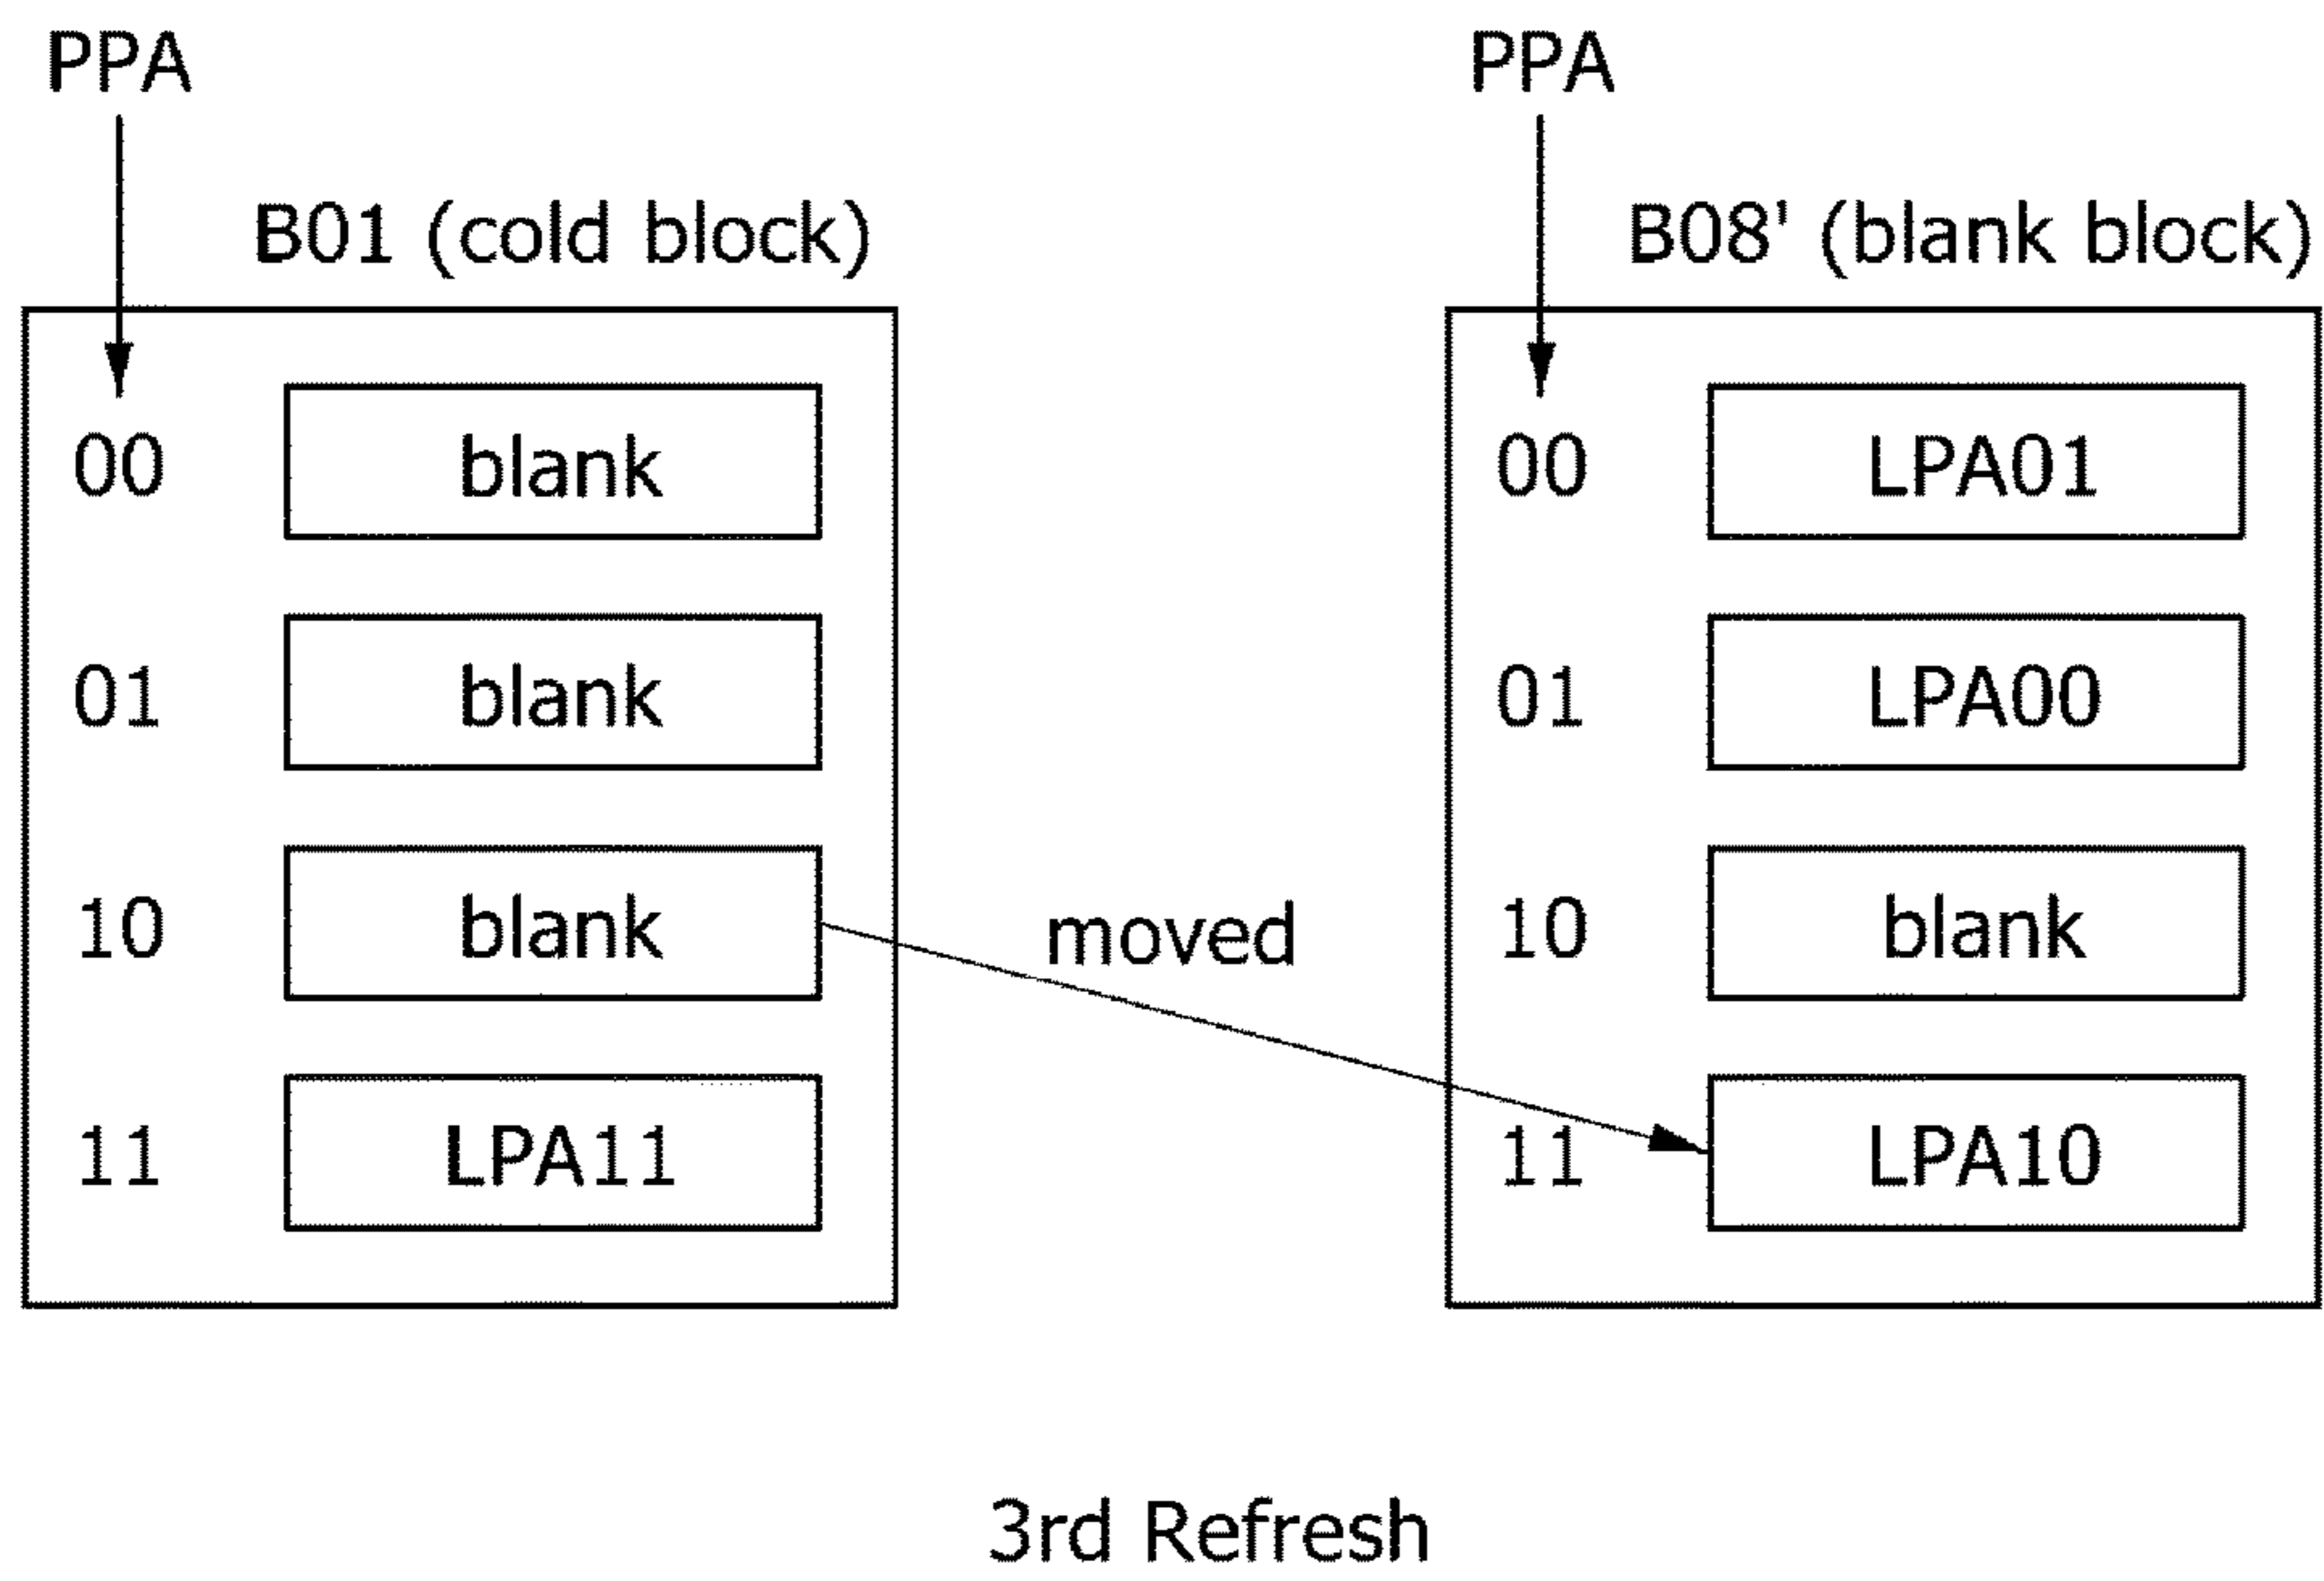 PPA PPA
B01 (cold block) B08' (blank block)
00 blank 00 LPA01
01 blank 01 LPA00
10 blank moved 10 blank
11 LPA11 11 LPA10
3rd Refresh